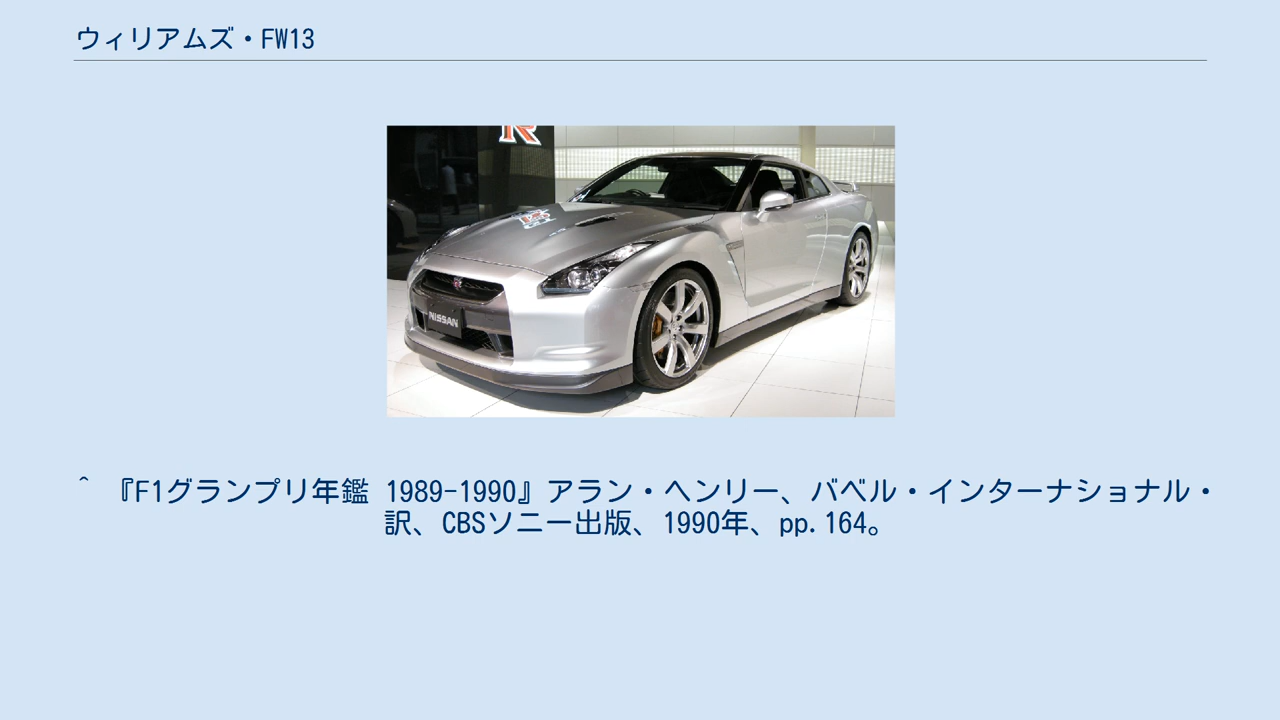 ウィリアムズ・FW13
R
NISSAN
^ 『F1グランプリ年鑑 1989-1990』アラン・ヘンリー、バベル・インターナショナル・
訳、CBSソニー出版、1990年、pp.164。